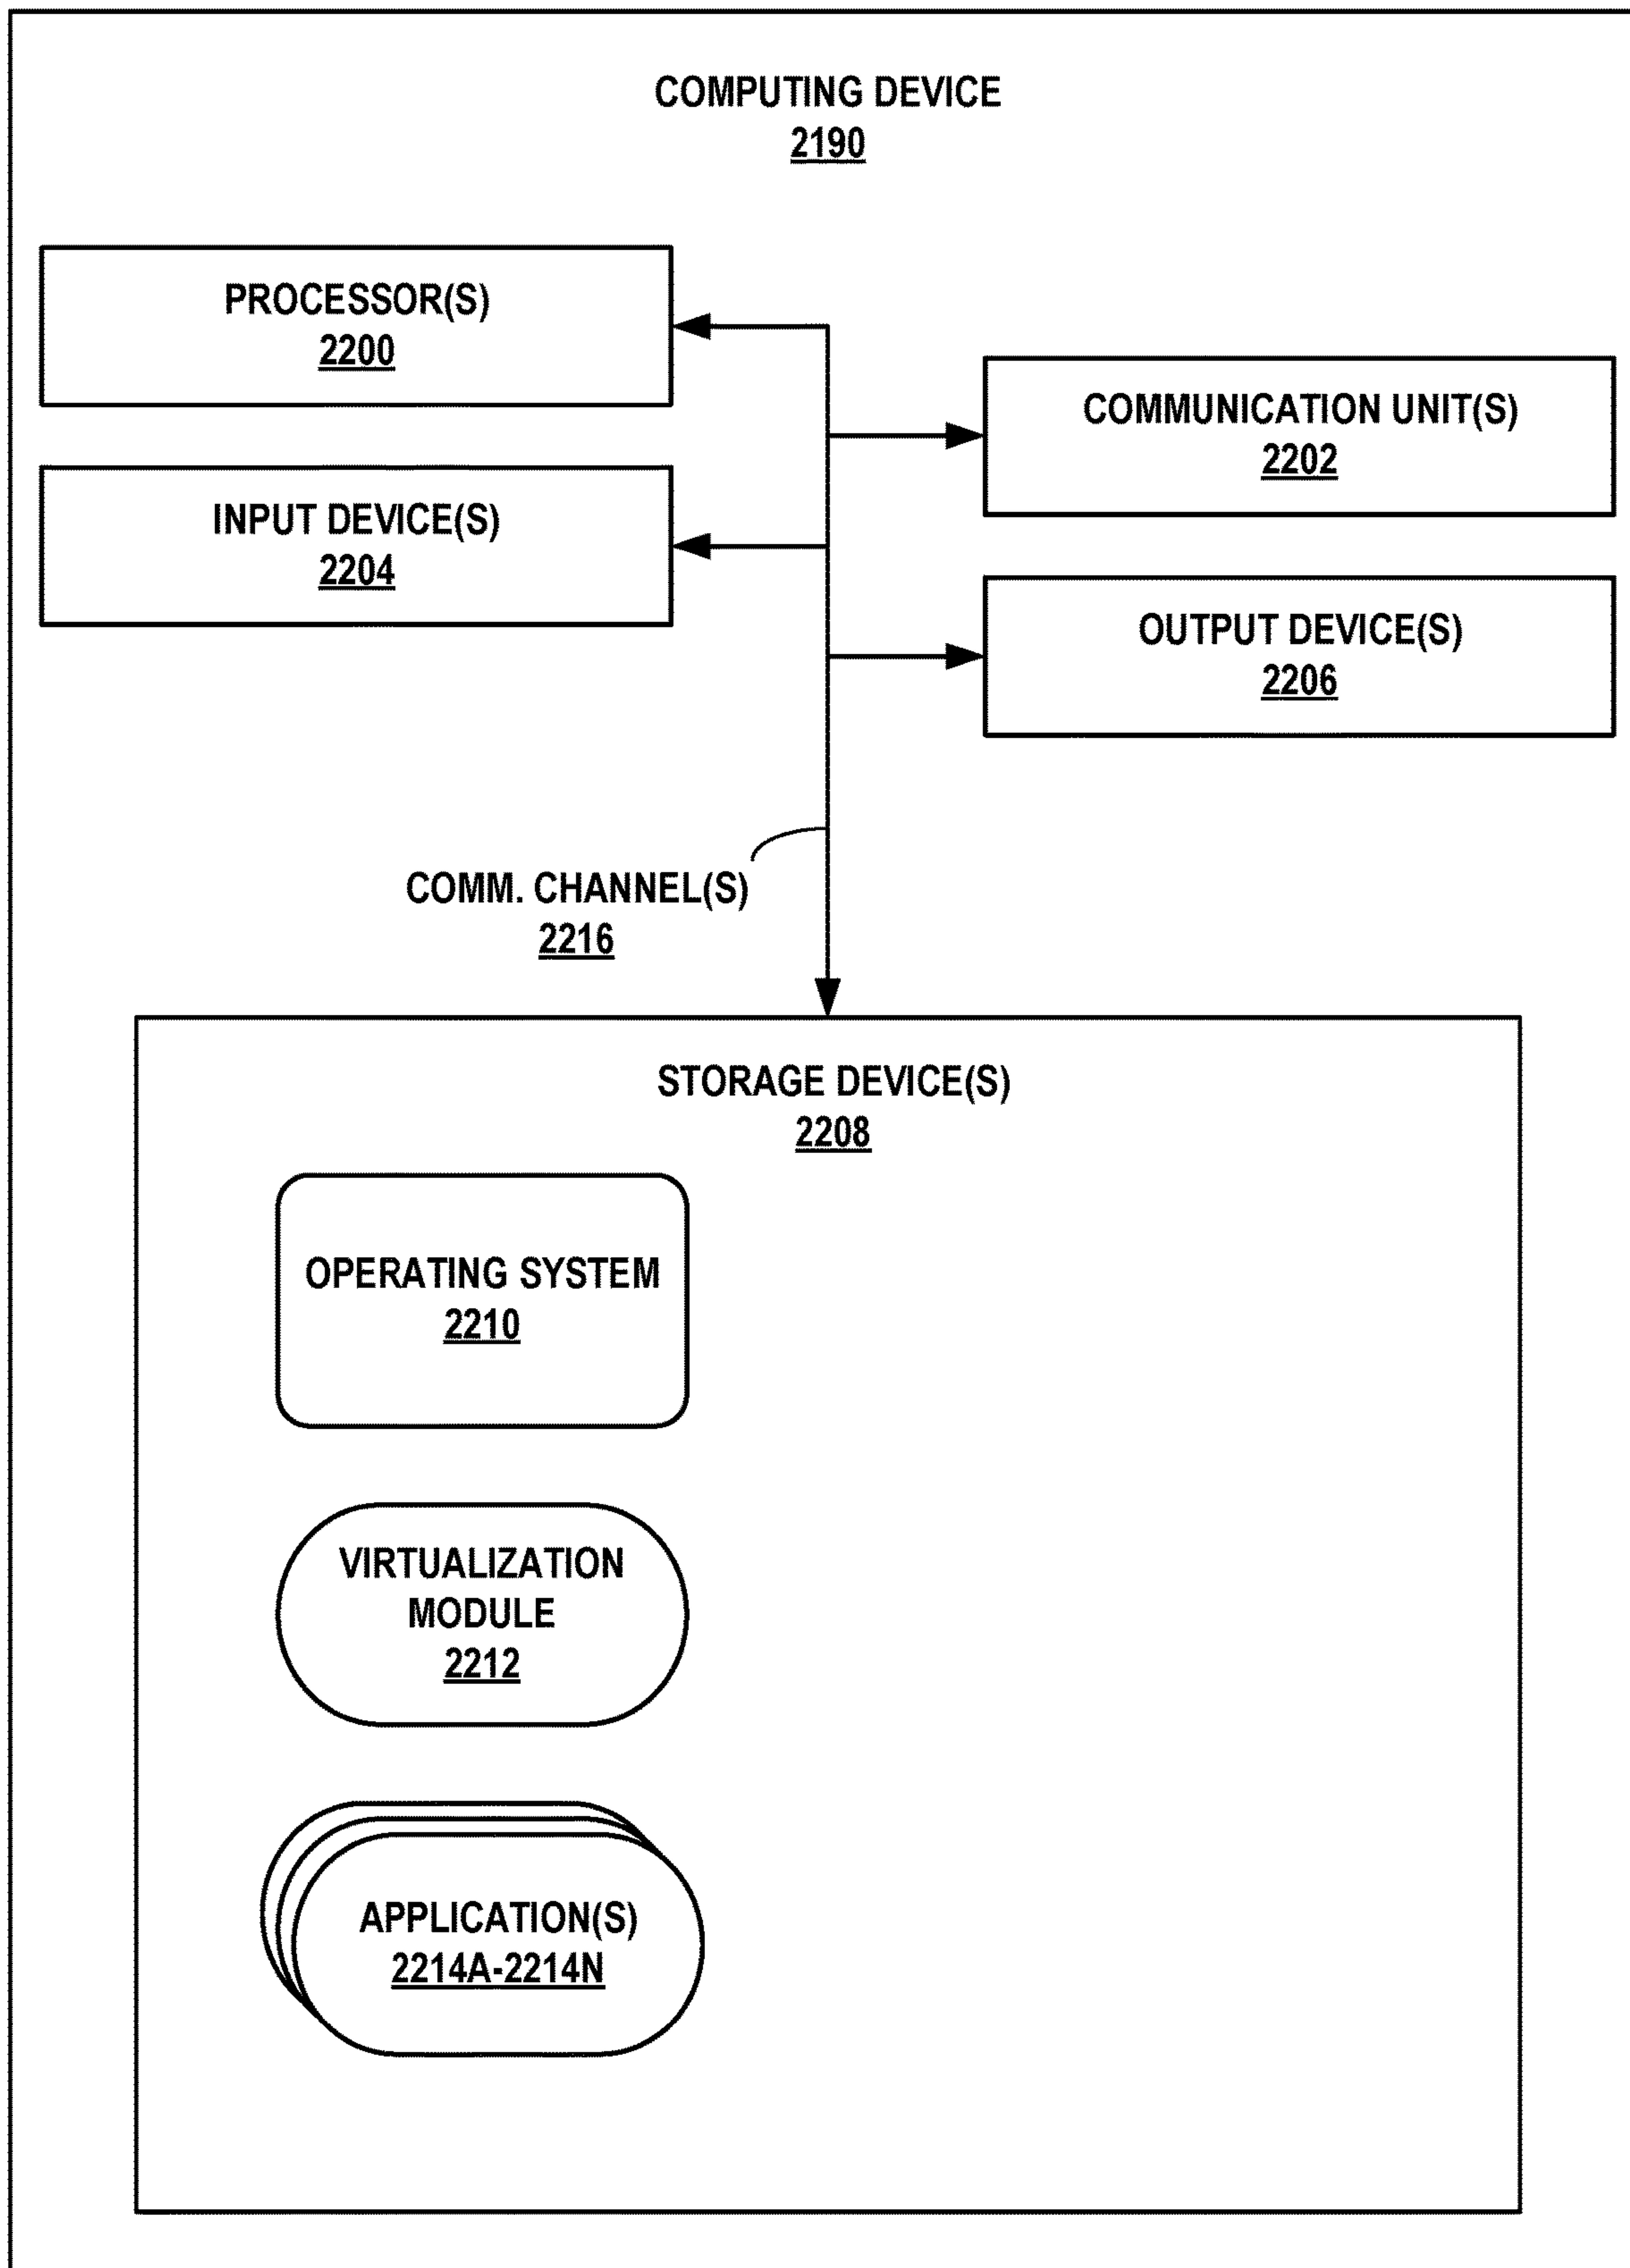 COMPUTING DEVICE
2190
PROCESSOR(S)
2200
COMMUNICATION UNIT(S)
2202
INPUT DEVICE(S)
2204
OUTPUT DEVICE(S)
2206
COMM. CHANNEL(S)
2216
STORAGE DEVICE(S)
2208
OPERATING SYSTEM
2210
VIRTUALIZATION
MODULE
2212
APPLICATION(S)
2214A-2214N